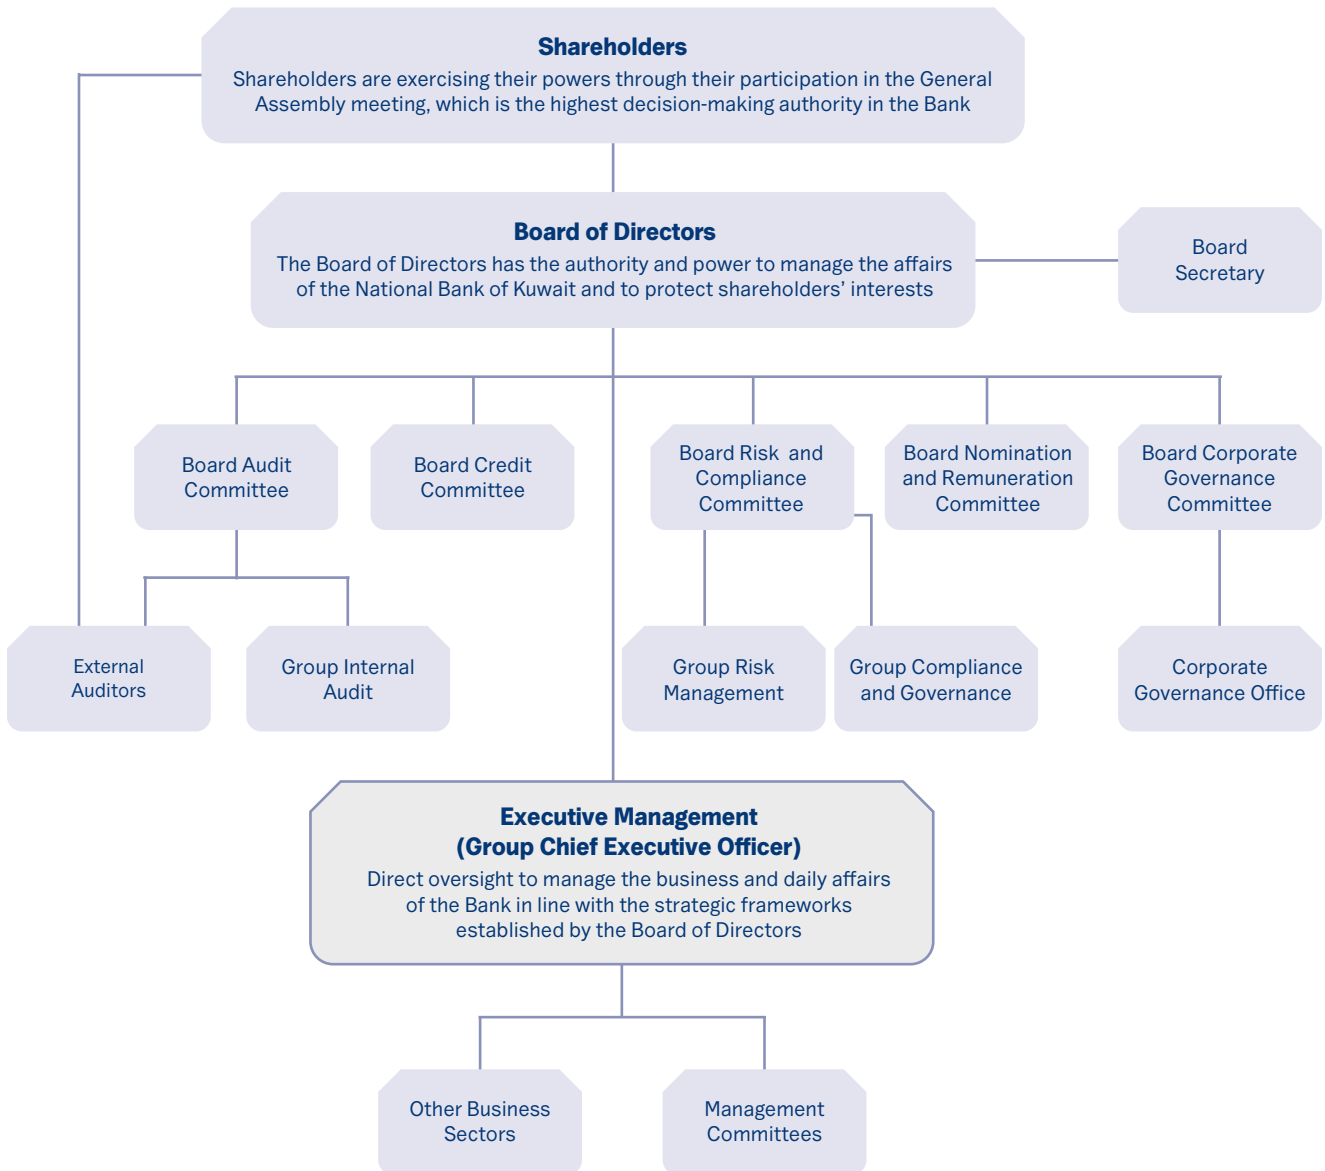 Shareholders
Shareholders are exercising their powers through their participation in the General
Assembly meeting, which is the highest decision-making authority in the Bank
Board of Directors
The Board of Directors has the authority and power to manage the affairs
of the National Bank of Kuwait and to protect shareholders’ interests
Board
Secretary
Board Audit
Committee
Board Credit
Committee
Board Risk and
Compliance
Committee
Board Nomination
and Remuneration
Committee
Board Corporate
Governance
Committee
External
Auditors
Group Internal
Audit
Group Risk
Management
Group Compliance
and Governance
Corporate
Governance Office
Executive Management
(Group Chief Executive Officer)
Direct oversight to manage the business and daily affairs
of the Bank in line with the strategic frameworks
established by the Board of Directors
Other Business
Sectors
Management
Committees